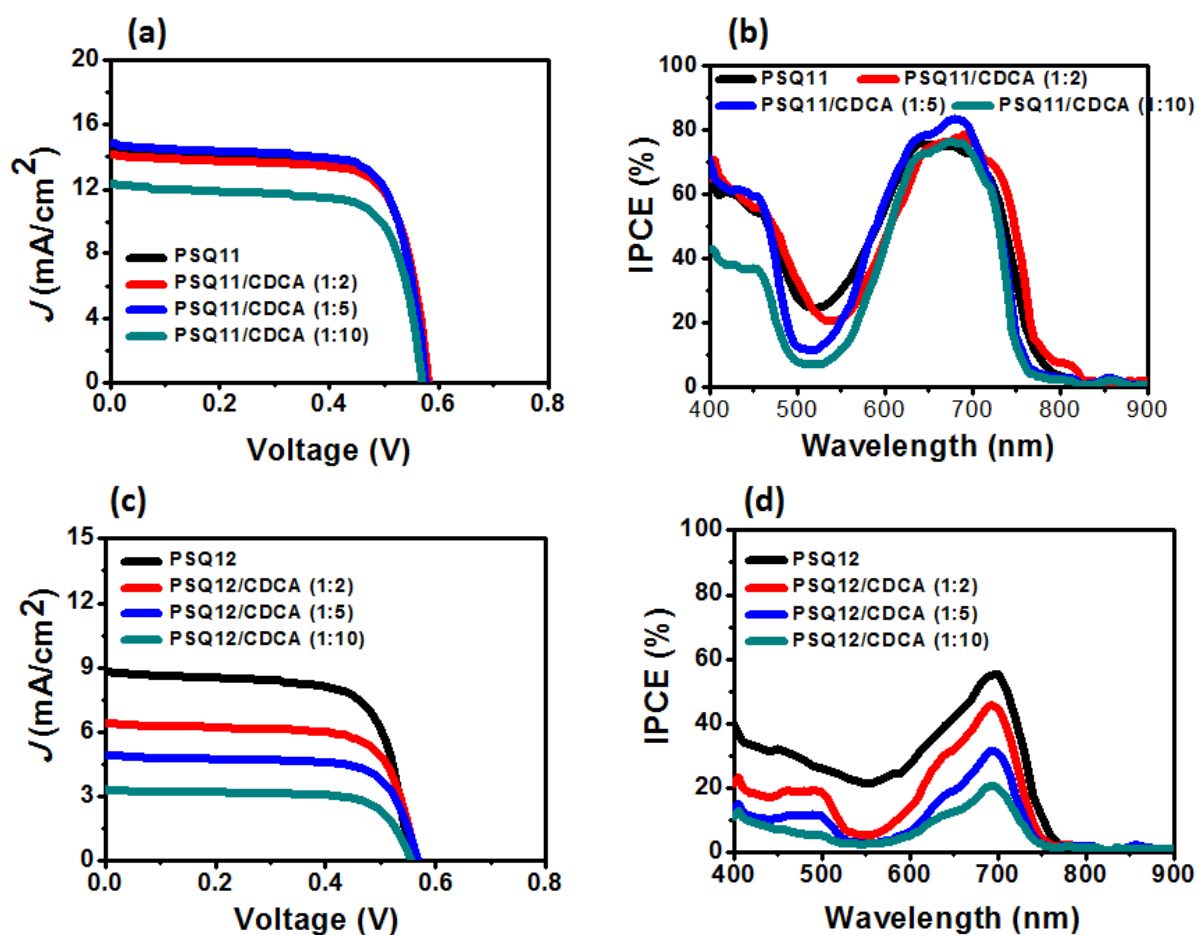 (a)
20
16
12
8
4
0
J (mA/cm2)
PSQ11
PSQ11/CDCA (1:2)
PSQ11/CDCA (1:5)
PSQ11/CDCA (1:10)
0.0 0.2 0.4 0.6 0.8
Voltage (V)
(b)
100
80
60
40
20
0
IPCE (%)
PSQ11 PSQ11/CDCA (1:2)
PSQ11/CDCA (1:5) PSQ11/CDCA (1:10)
400 500 600 700 800 900
Wavelength (nm)
(c)
15
12
9
6
3
0
J (mA/cm2)
PSQ12
PSQ12/CDCA (1:2)
PSQ12/CDCA (1:5)
PSQ12/CDCA (1:10)
0.0 0.2 0.4 0.6 0.8
Voltage (V)
(d)
100
80
60
40
20
0
IPCE (%)
PSQ12
PSQ12/CDCA (1:2)
PSQ12/CDCA (1:5)
PSQ12/CDCA (1:10)
400 500 600 700 800 900
Wavelength (nm)